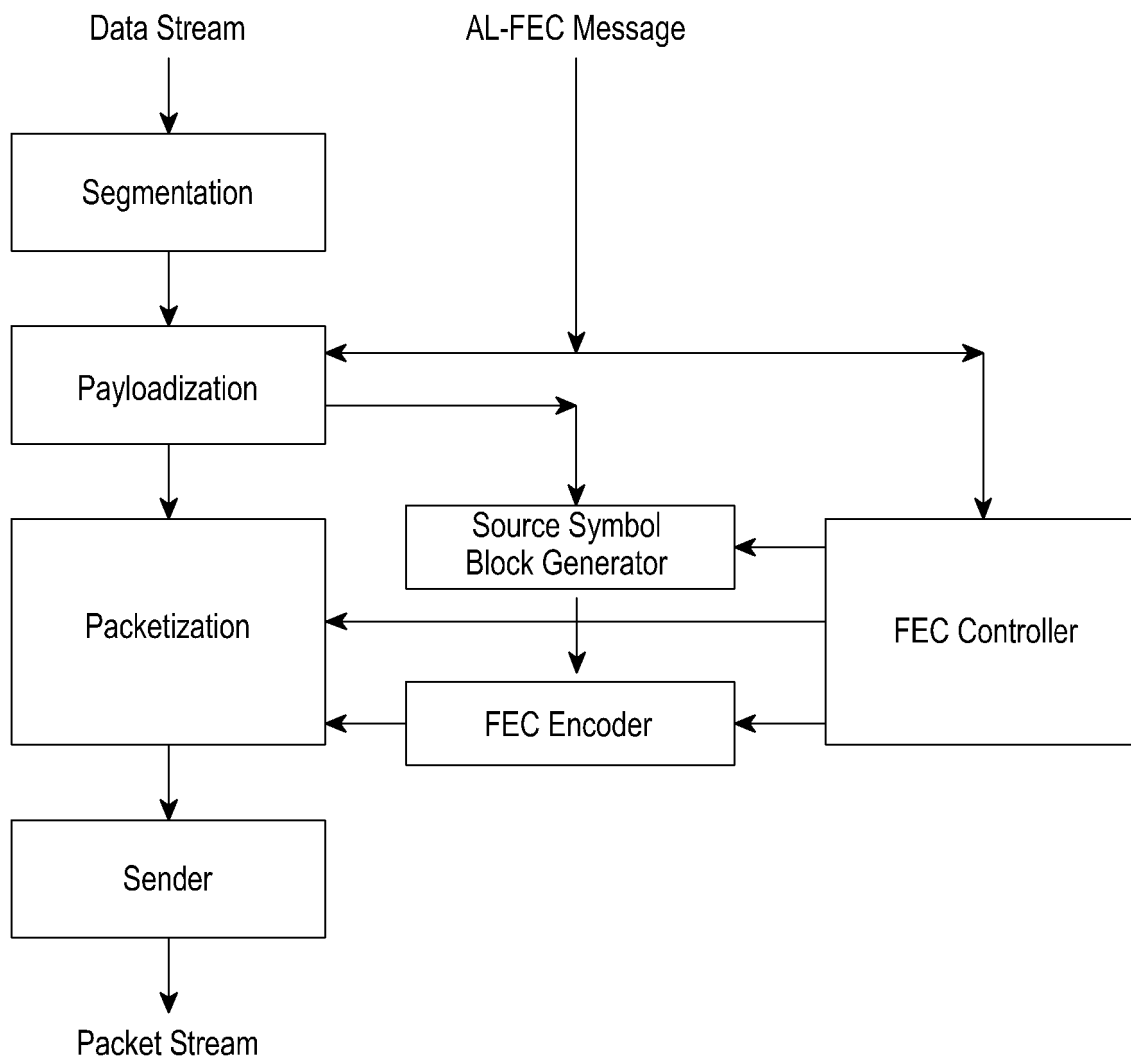 Data Stream
AL-FEC Message
Segmentation
Payloadization
Source Symbol
Block Generator
Packetization
FEC Controller
FEC Encoder
Sender
Packet Stream